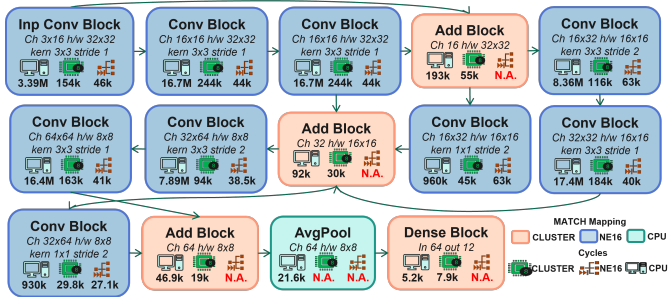 Inp Conv Block
Ch 3x16 h/w 32x32
kern 3x3 stride 1
3.39M 154k 46k
Conv Block
Ch 16x16 h/w 32x32
kern 3x3 stride 1
16.7M 244k 44k
Conv Block
Ch 16x16 h/w 32x32
kern 3x3 stride 1
16.7M 244k 44k
Add Block
Ch 16 h/w 32x32
193k 55k N.A.
Conv Block
Ch 16x32 h/w 16x16
kern 3x3 stride 2
8.36M 116k 63k
Conv Block
Ch 64x64 h/w 8x8
kern 3x3 stride 1
16.4M 163k 41k
Conv Block
Ch 32x64 h/w 8x8
kern 3x3 stride 2
7.89M 94k 38.5k
Add Block
Ch 32 h/w 16x16
92k 30k N.A.
Conv Block
Ch 16x32 h/w 16x16
kern 1x1 stride 2
960k 45k 63k
Conv Block
Ch 32x32 h/w 16x16
kern 3x3 stride 1
17.4M 184k 40k
Conv Block
Ch 32x64 h/w 8x8
kern 1x1 stride 2
930k 29.8k 27.1k
Add Block
Ch 64 h/w 8x8
46.9k 19k N.A.
AvgPool
Ch 64 h/w 8x8
21.6k N.A. N.A.
Dense Block
In 64 out 12
5.2k 7.9k N.A.
MATCH Mapping
CLUSTER NE16 CPU
Cycles
CLUSTER NE16 CPU